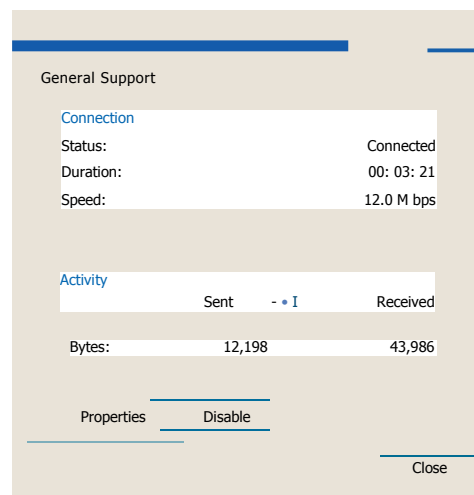 General Support
Connection
Status: Connected
Duration: 00: 03: 21
Speed: 12.0 M bps
Activity
Sent - • I Received
Bytes: 12,198 43,986
Properties Disable
Close